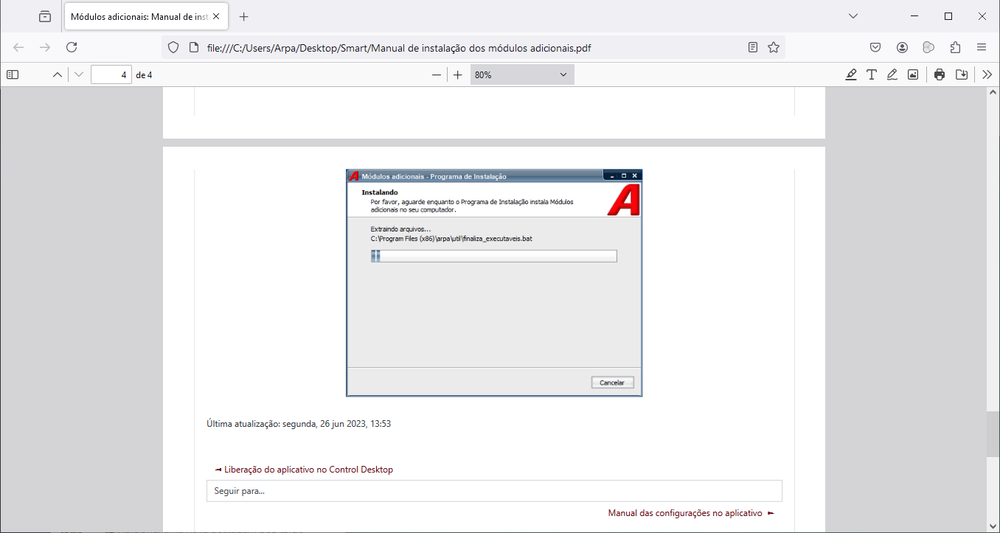 Módulos adicionais: Manual de inst
file:///C:/Users/Arpa/Desktop/Smart/Manual de instalação dos módulos adicionais.pdf
4 de 4
80%
Módulos adicionais - Programa de Instalação
Instalando
Por favor, aguarde enquanto o Programa de Instalação instala Módulos
adicionais no seu computador.
A
Extraindo arquivos...
C:\Program Files (x86)\arpa\util\finaliza_executaveis.bat
Cancelar
Última atualização: segunda, 26 jun 2023, 13:53
◄ Liberação do aplicativo no Control Desktop
Seguir para...
Manual das configurações no aplicativo ►